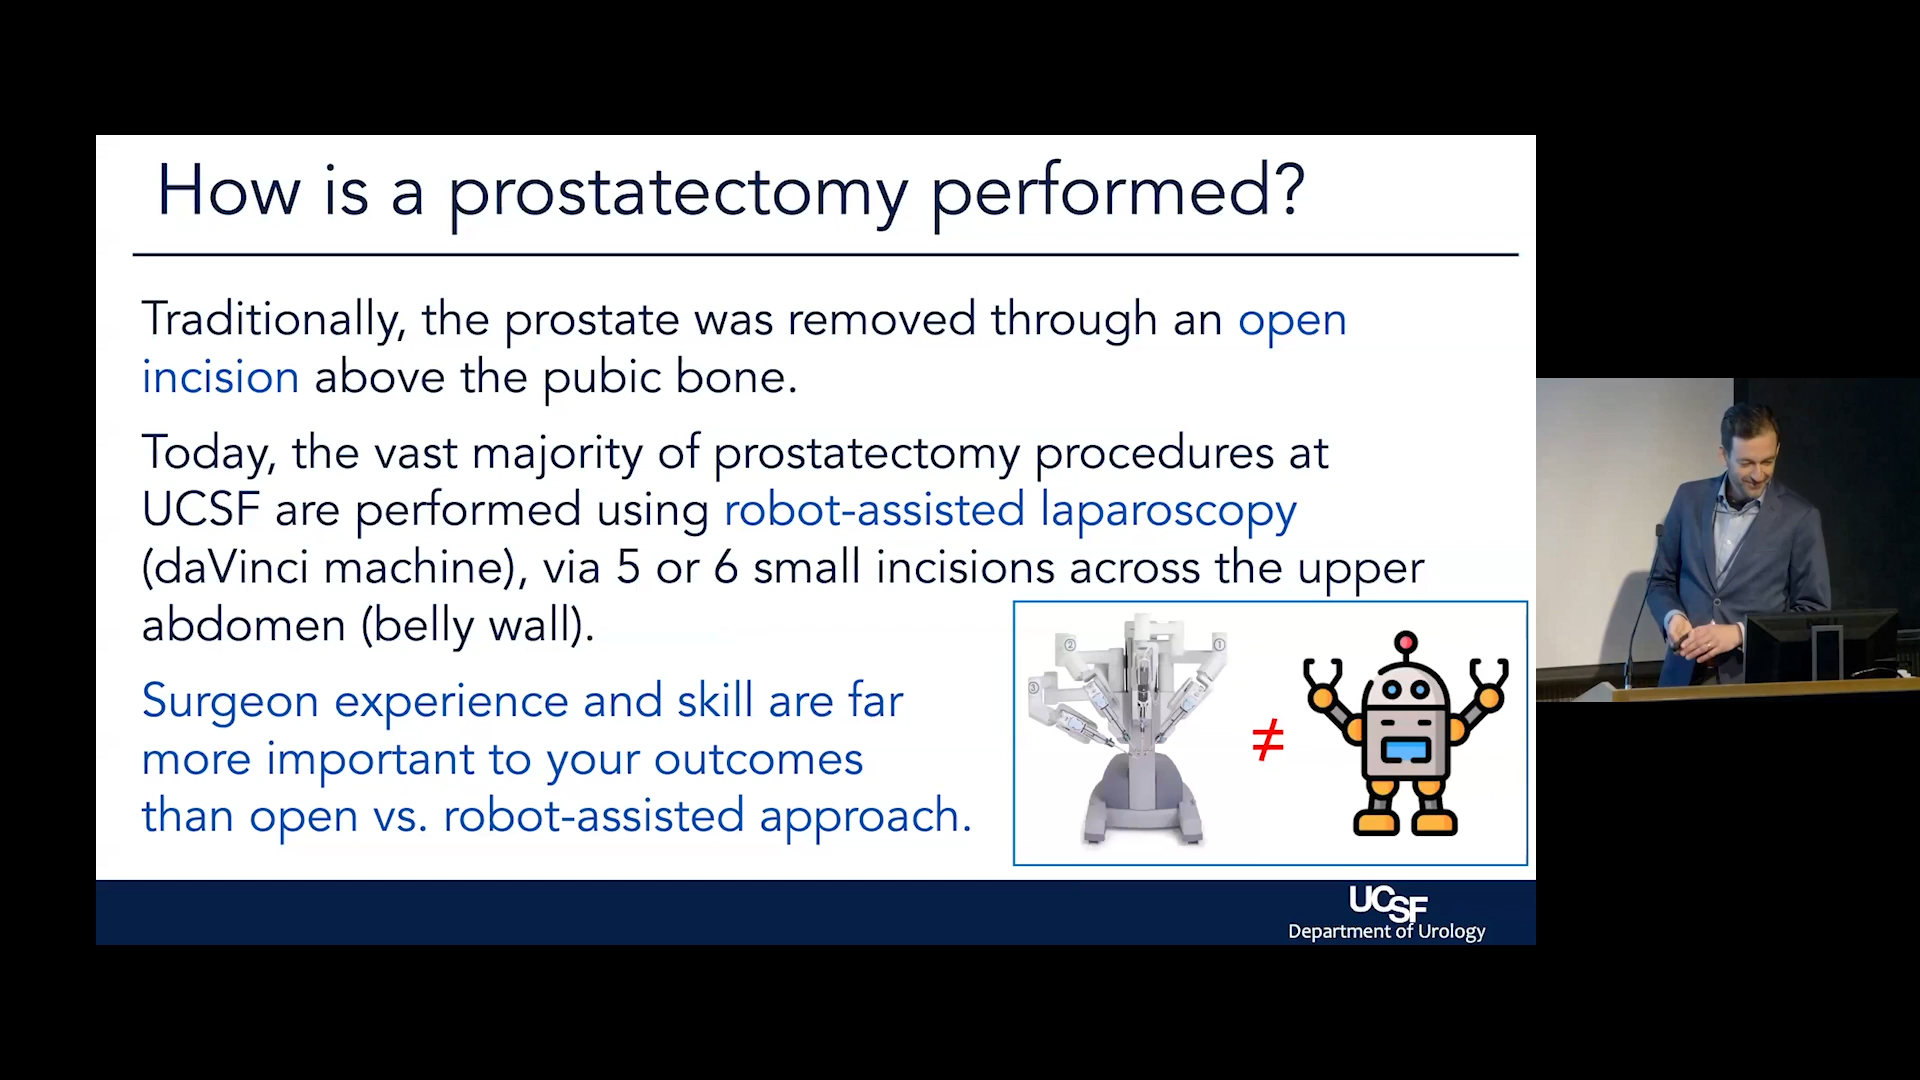 How is a prostatectomy performed?
Traditionally, the prostate was removed through an open
incision above the pubic bone.
Today, the vast majority of prostatectomy procedures at
UCSF are performed using robot-assisted laparoscopy
(daVinci machine), via 5 or 6 small incisions across the upper
abdomen (belly wall).
Surgeon experience and skill are far
more important to your outcomes
than open vs. robot-assisted approach.
2
1
3
≠
UCSF
Department of Urology